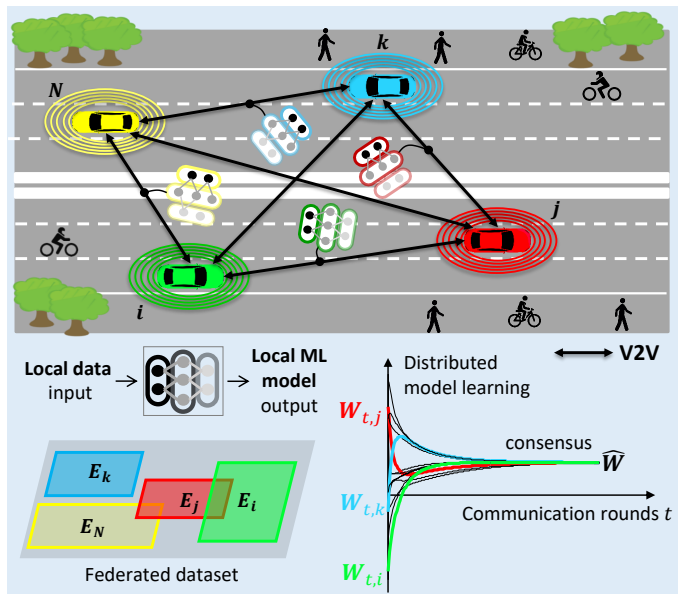 k
N
j
i
V2V
Local data
input
Local ML
model
output
Distributed
model learning
W_{t,j}
consensus
\widehat{W}
W_{t,k}
Communication rounds t
W_{t,i}
E_k
E_j
E_i
E_N
Federated dataset